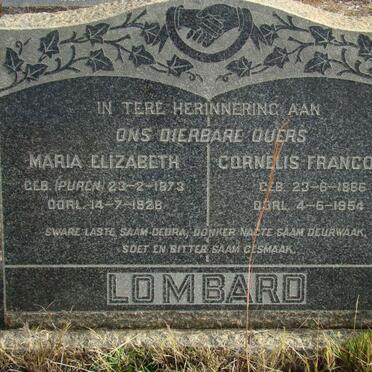 IN TERE HERINNERING AAN
ONS DIERBARE OUERS
MARIA ELIZABETH
GEB. (PUREN) 23-2-1873
OORL. 14-7-1928
CORNELIS FRANCO
GEB. 23-6-1866
OORL. 4-6-1954
SWARE LASTE SAAM GEDRA, DONKER NAGTE SAAM DEURWAAK,
SOET EN BITTER SAAM GESMAAK.
LOMBARD